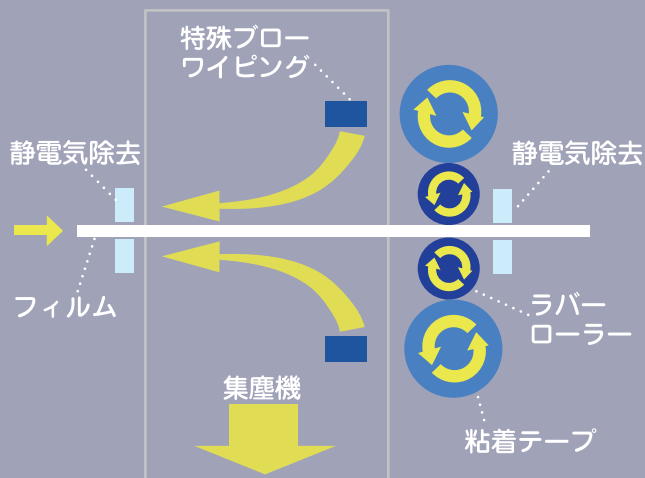 特殊ブロー
ワイピング
静電気除去
静電気除去
フィルム
ラバー
ローラー
集塵機
粘着テープ